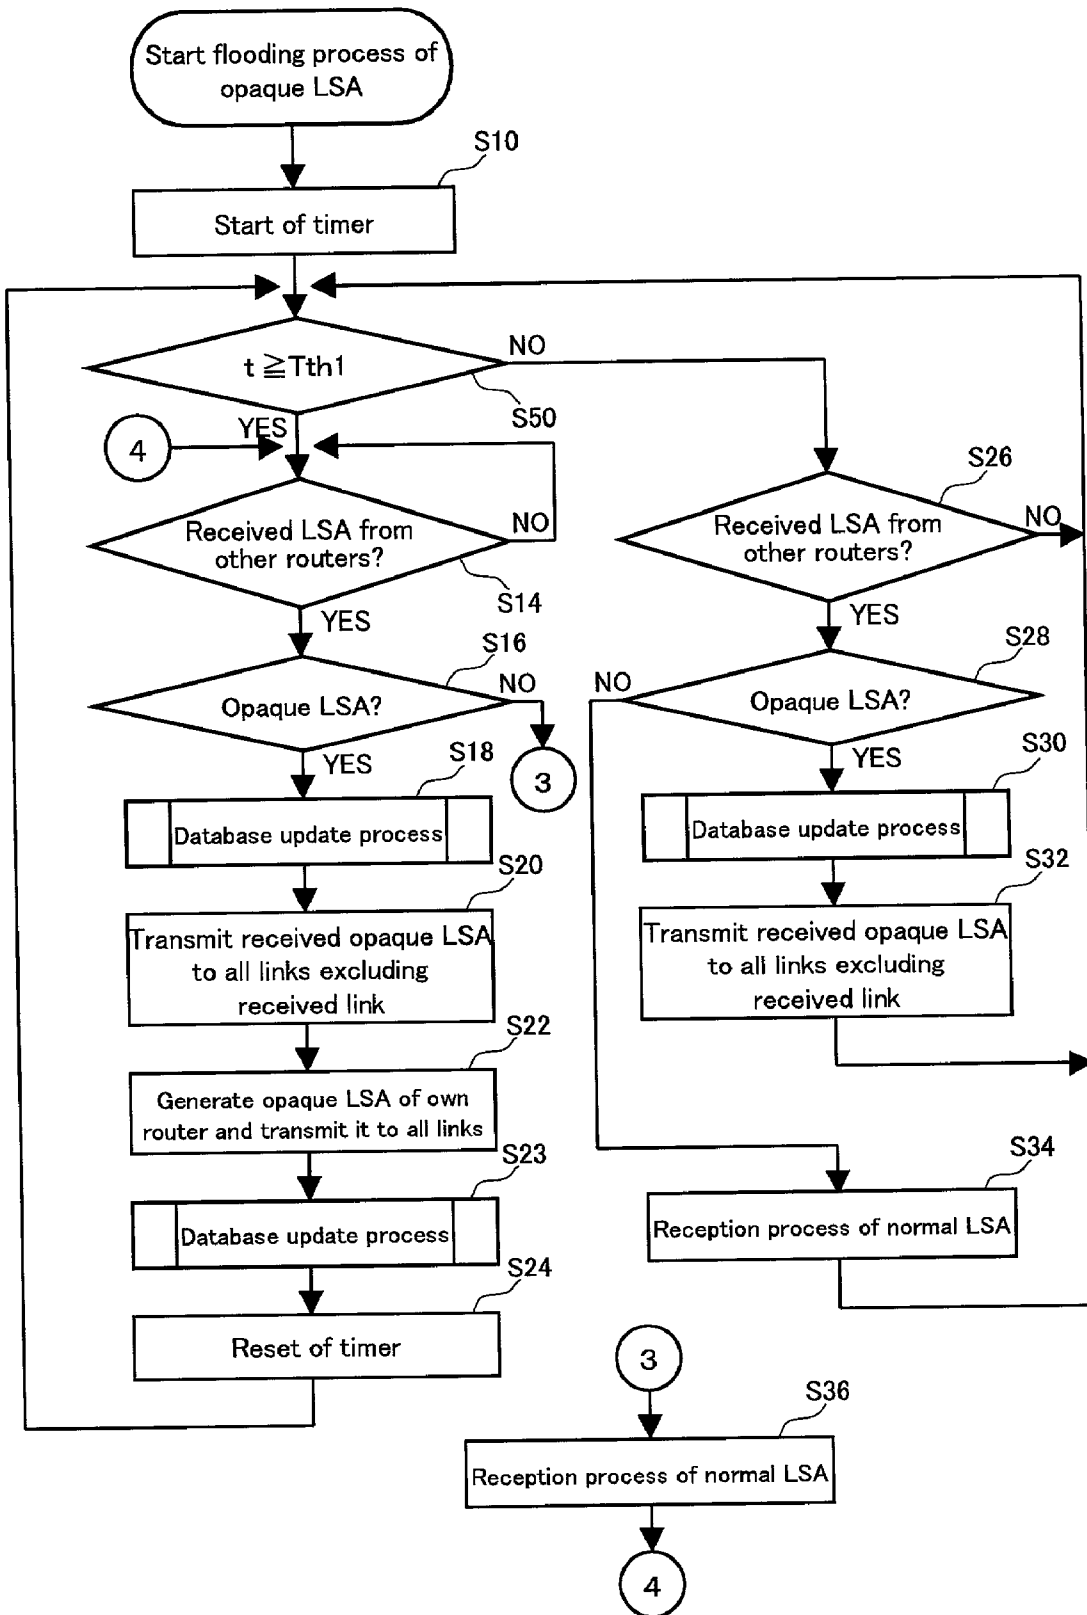 Start flooding process of
opaque LSA
S10
Start of timer
t ≧ Tth1
NO
S50
YES
4
Received LSA from
other routers?
NO
S14
YES
S16
Opaque LSA?
NO
3
YES
S18
Database update process
S20
Transmit received opaque LSA
to all links excluding
received link
S22
Generate opaque LSA of own
router and transmit it to all links
S23
Database update process
S24
Reset of timer
S26
Received LSA from
other routers?
NO
YES
S28
NO
Opaque LSA?
YES
S30
Database update process
S32
Transmit received opaque LSA
to all links excluding
received link
S34
Reception process of normal LSA
3
S36
Reception process of normal LSA
4